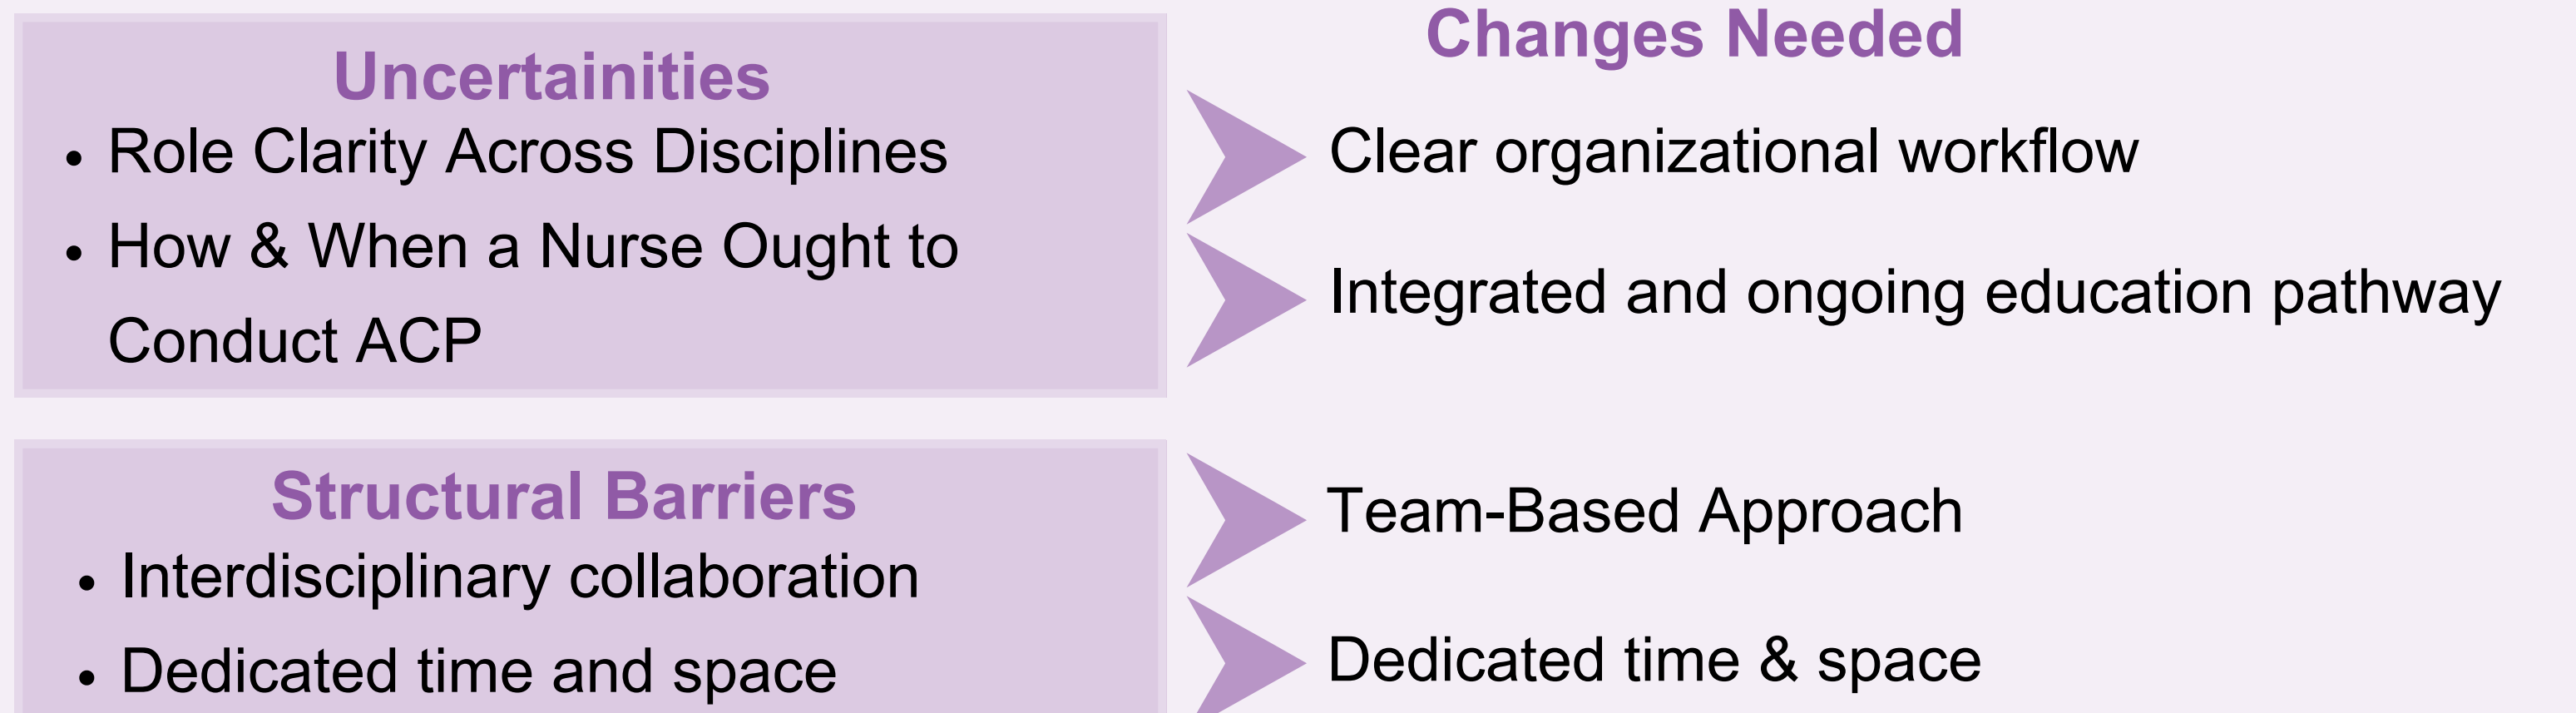 Uncertainities
• Role Clarity Across Disciplines
• How & When a Nurse Ought to
Conduct ACP
Changes Needed
Clear organizational workflow
Integrated and ongoing education pathway
Structural Barriers
• Interdisciplinary collaboration
• Dedicated time and space
Team-Based Approach
Dedicated time & space